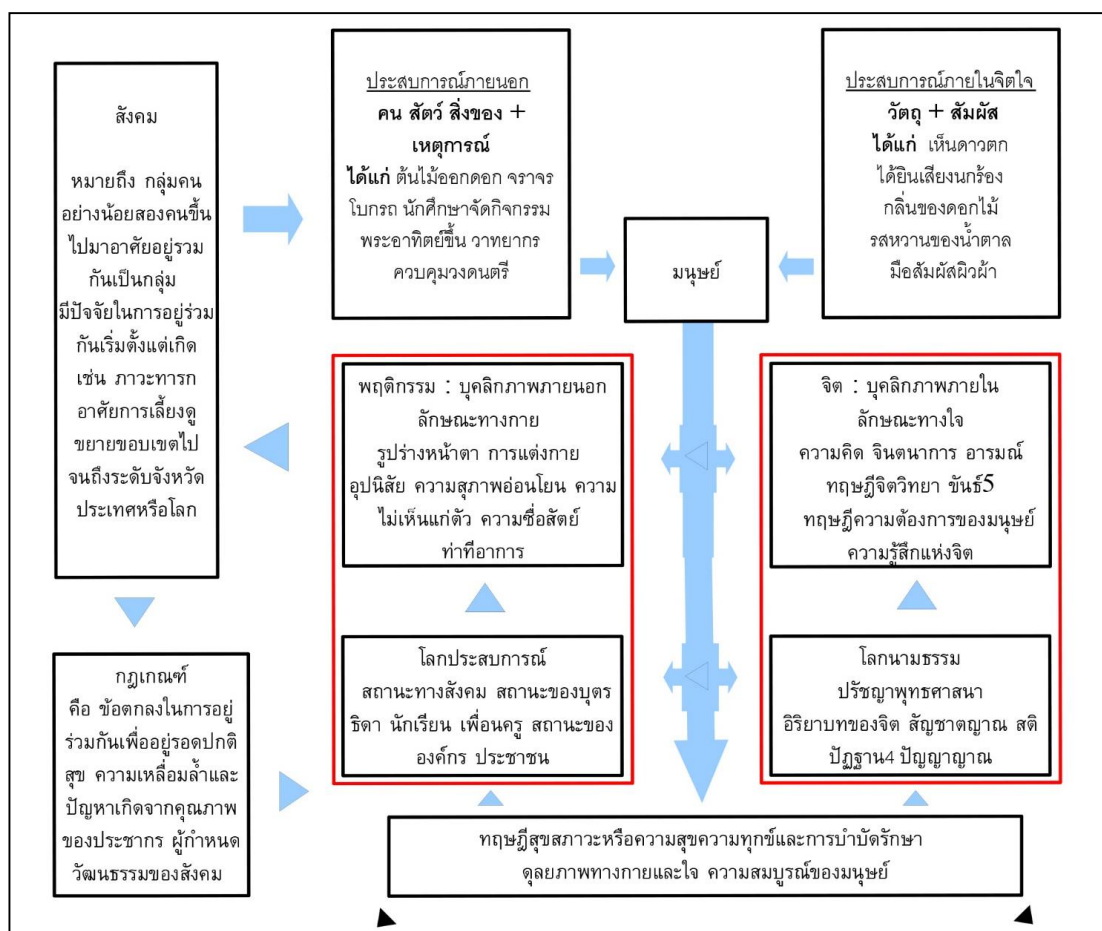 สังคม
หมายถึง กลุ่มคน
อย่างน้อยสองคนขึ้น
ไปมาอาศัยอยู่รวม
กันเป็นกลุ่ม
มีปัจจัยในการอยู่ร่วม
กันเริ่มตั้งแต่เกิด
เช่น ภาวะทารก
อาศัยการเลี้ยงดู
ขยายขอบเขตไป
จนถึงระดับจังหวัด
ประเทศหรือโลก
ประสบการณ์ภายนอก
คน สัตว์ สิ่งของ +
เหตุการณ์
ได้แก่ ต้นไม้ออกดอก จราจร
โบกรถ นักศึกษาจัดกิจกรรม
พระอาทิตย์ขึ้น วาทยากร
ควบคุมวงดนตรี
มนุษย์
ประสบการณ์ภายในจิตใจ
วัตถุ + สัมผัส
ได้แก่ เห็นดาวตก
ได้ยินเสียงนกร้อง
กลิ่นของดอกไม้
รสหวานของน้ำตาล
มือสัมผัสผิวผ้า
พฤติกรรม : บุคลิกภาพภายนอก
ลักษณะทางกาย
รูปร่างหน้าตา การแต่งกาย
อุปนิสัย ความสุภาพอ่อนโยน ความ
ไม่เห็นแก่ตัว ความซื่อสัตย์
ท่าทีอาการ
จิต : บุคลิกภาพภายใน
ลักษณะทางใจ
ความคิด จินตนาการ อารมณ์
ทฤษฎีจิตวิทยา ขันธ์5
ทฤษฎีความต้องการของมนุษย์
ความรู้สึกแห่งจิต
กฎเกณฑ์
คือ ข้อตกลงในการอยู่
ร่วมกันเพื่ออยู่รอดปกติ
สุข ความเหลื่อมล้ำและ
ปัญหาเกิดจากคุณภาพ
ของประชากร ผู้กำหนด
วัฒนธรรมของสังคม
โลกประสบการณ์
สถานะทางสังคม สถานะของบุตร
ธิดา นักเรียน เพื่อนครู สถานะของ
องค์กร ประชาชน
โลกนามธรรม
ปรัชญาพุทธศาสนา
อิริยาบทของจิต สัญชาตญาณ สติ
ปัฏฐาน4 ปัญญาญาณ
ทฤษฎีสุขสภาวะหรือความสุขความทุกข์และการบำบัดรักษา
ดุลยภาพทางกายและใจ ความสมบูรณ์ของมนุษย์